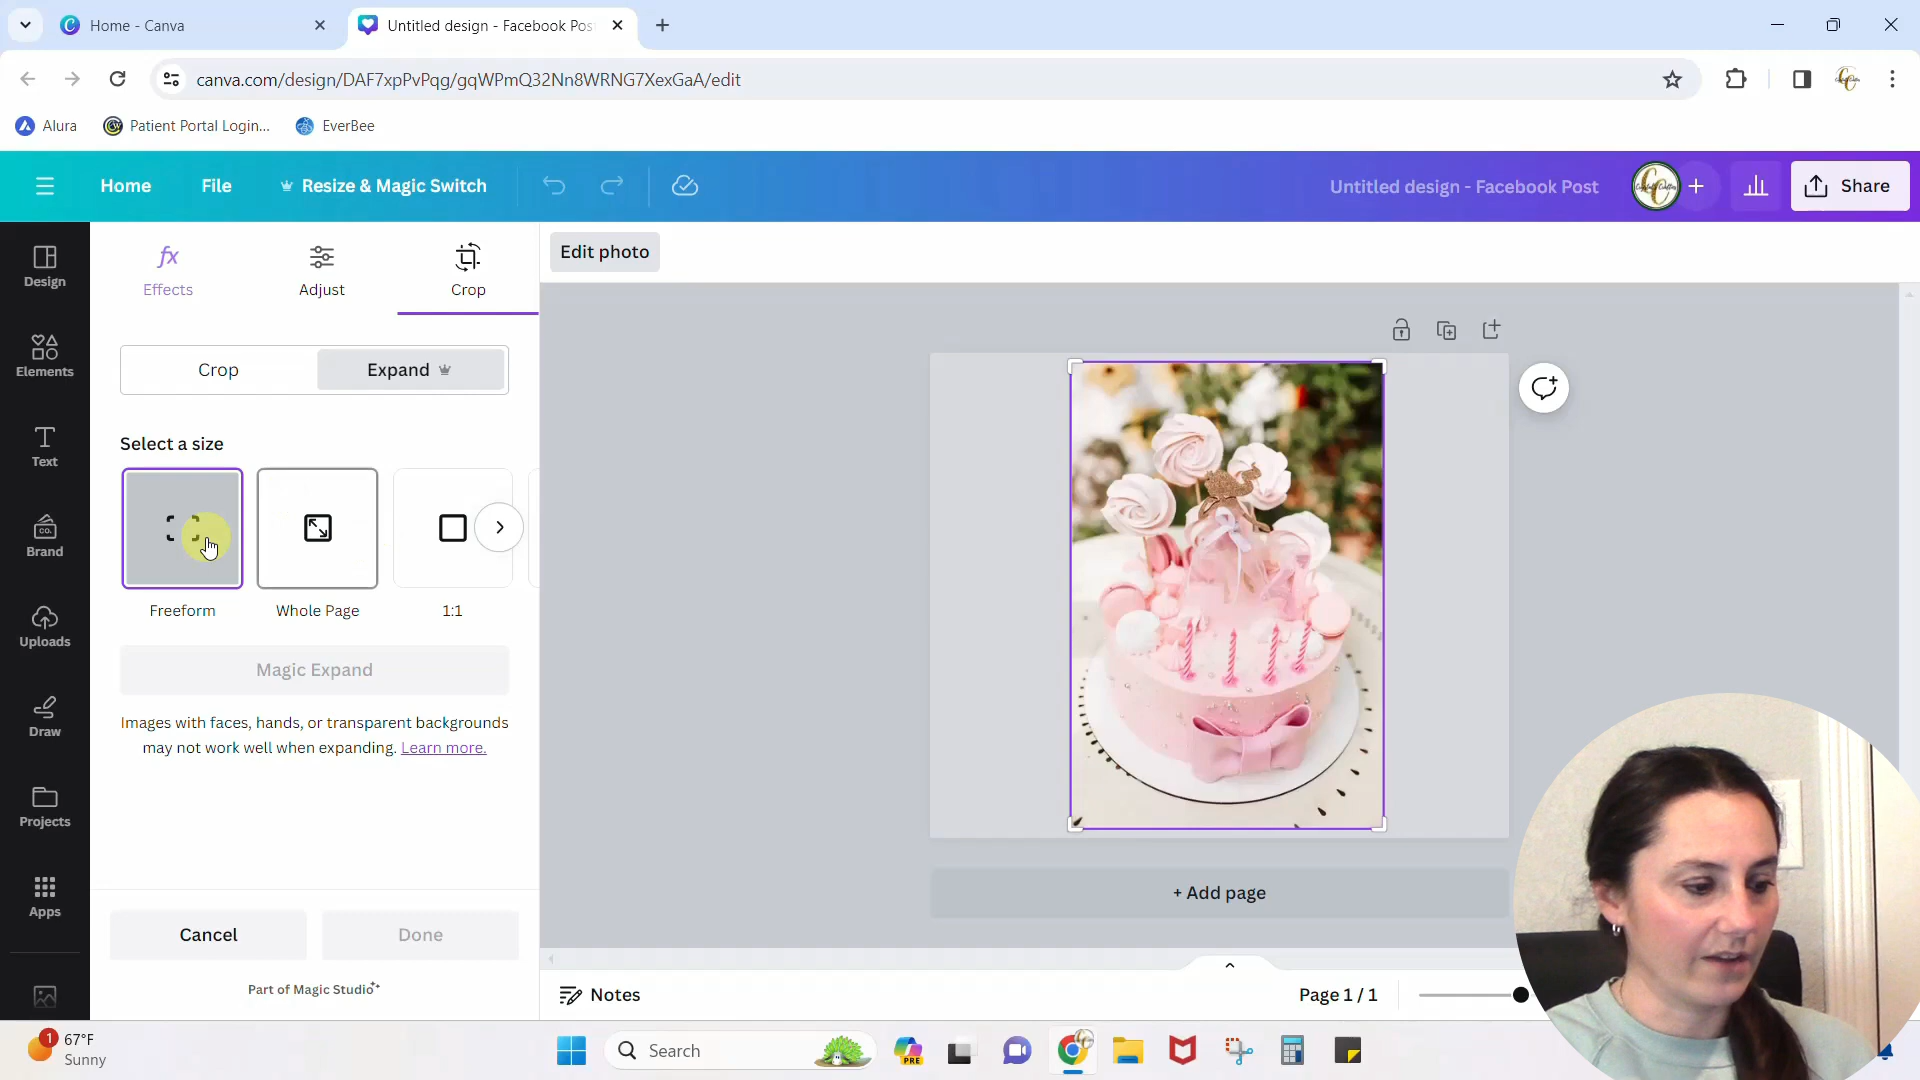 Home - Canva
Untitled design - Facebook Pos
canva.com/design/DAF7xpPvPqg/gqWPmQ32Nn8WRNG7XexGaA/edit
Alura
Patient Portal Login...
EverBee
Home
File
Resize & Magic Switch
Untitled design - Facebook Post
Share
Design
Elements
Text
Brand
Uploads
Draw
Projects
Apps
Effects
Adjust
Crop
Edit photo
Crop
Expand
Select a size
Freeform
Whole Page
1:1
Magic Expand
Images with faces, hands, or transparent backgrounds
may not work well when expanding. Learn more.
Cancel
Done
Part of Magic Studio
+ Add page
Notes
Page 1 / 1
1
67°F
Sunny
Search
PRE